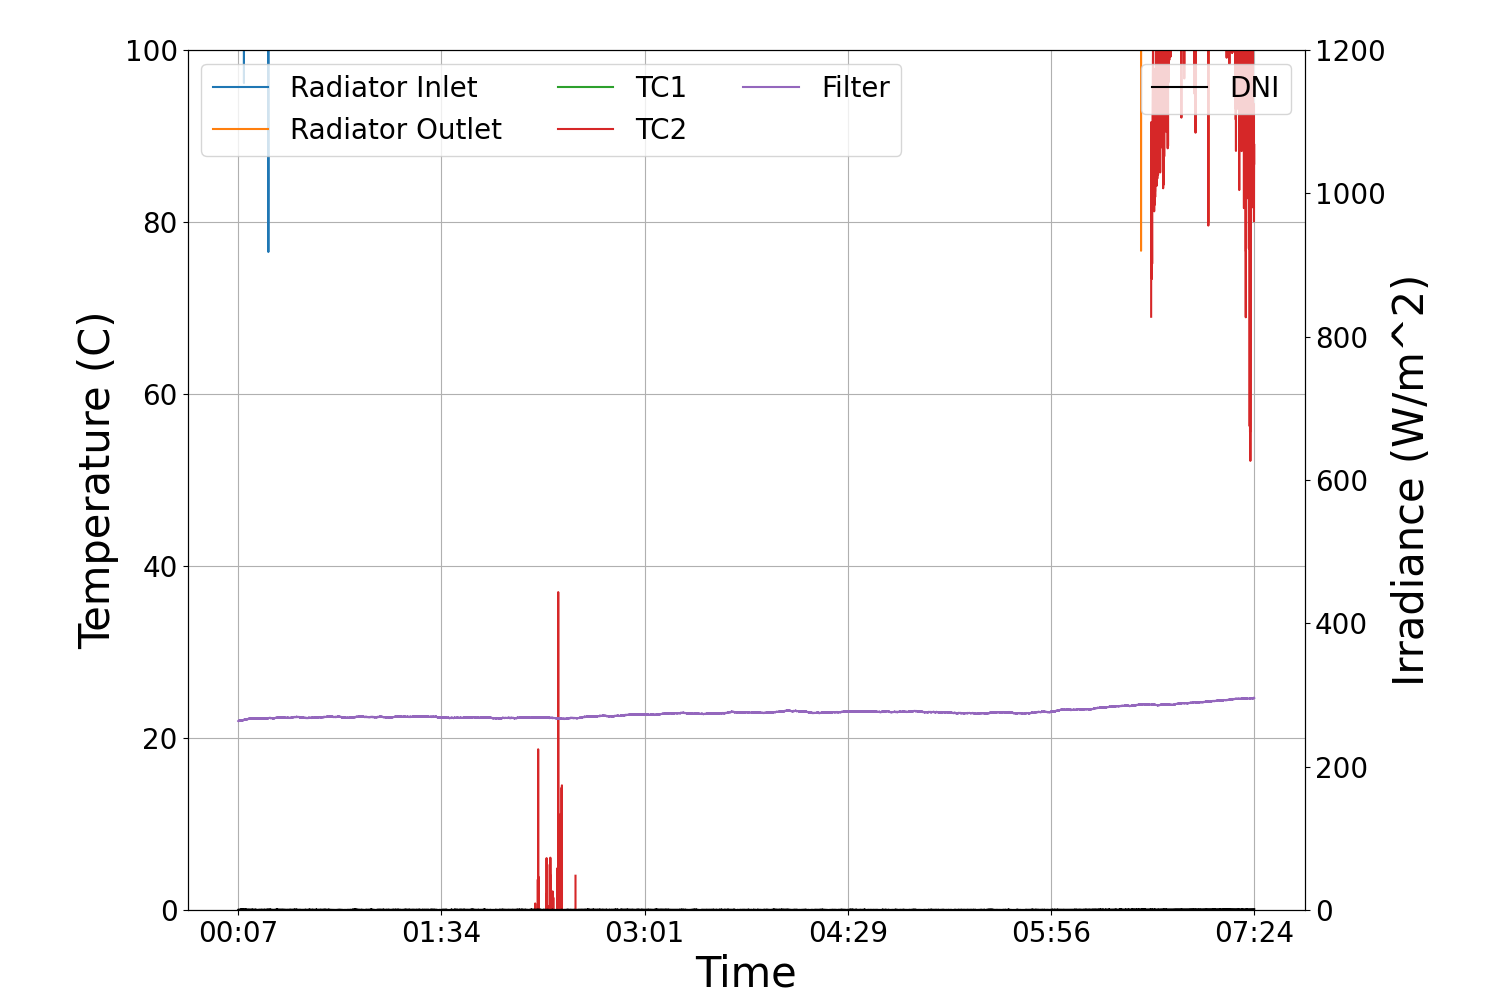 100
80
60
40
20
0
Temperature (C)
Radiator Inlet
Radiator Outlet
TC1
TC2
Filter
DNI
1200
1000
800
600
400
200
0
Irradiance (W/m^2)
00:07 01:34 03:01 04:29 05:56 07:24
Time